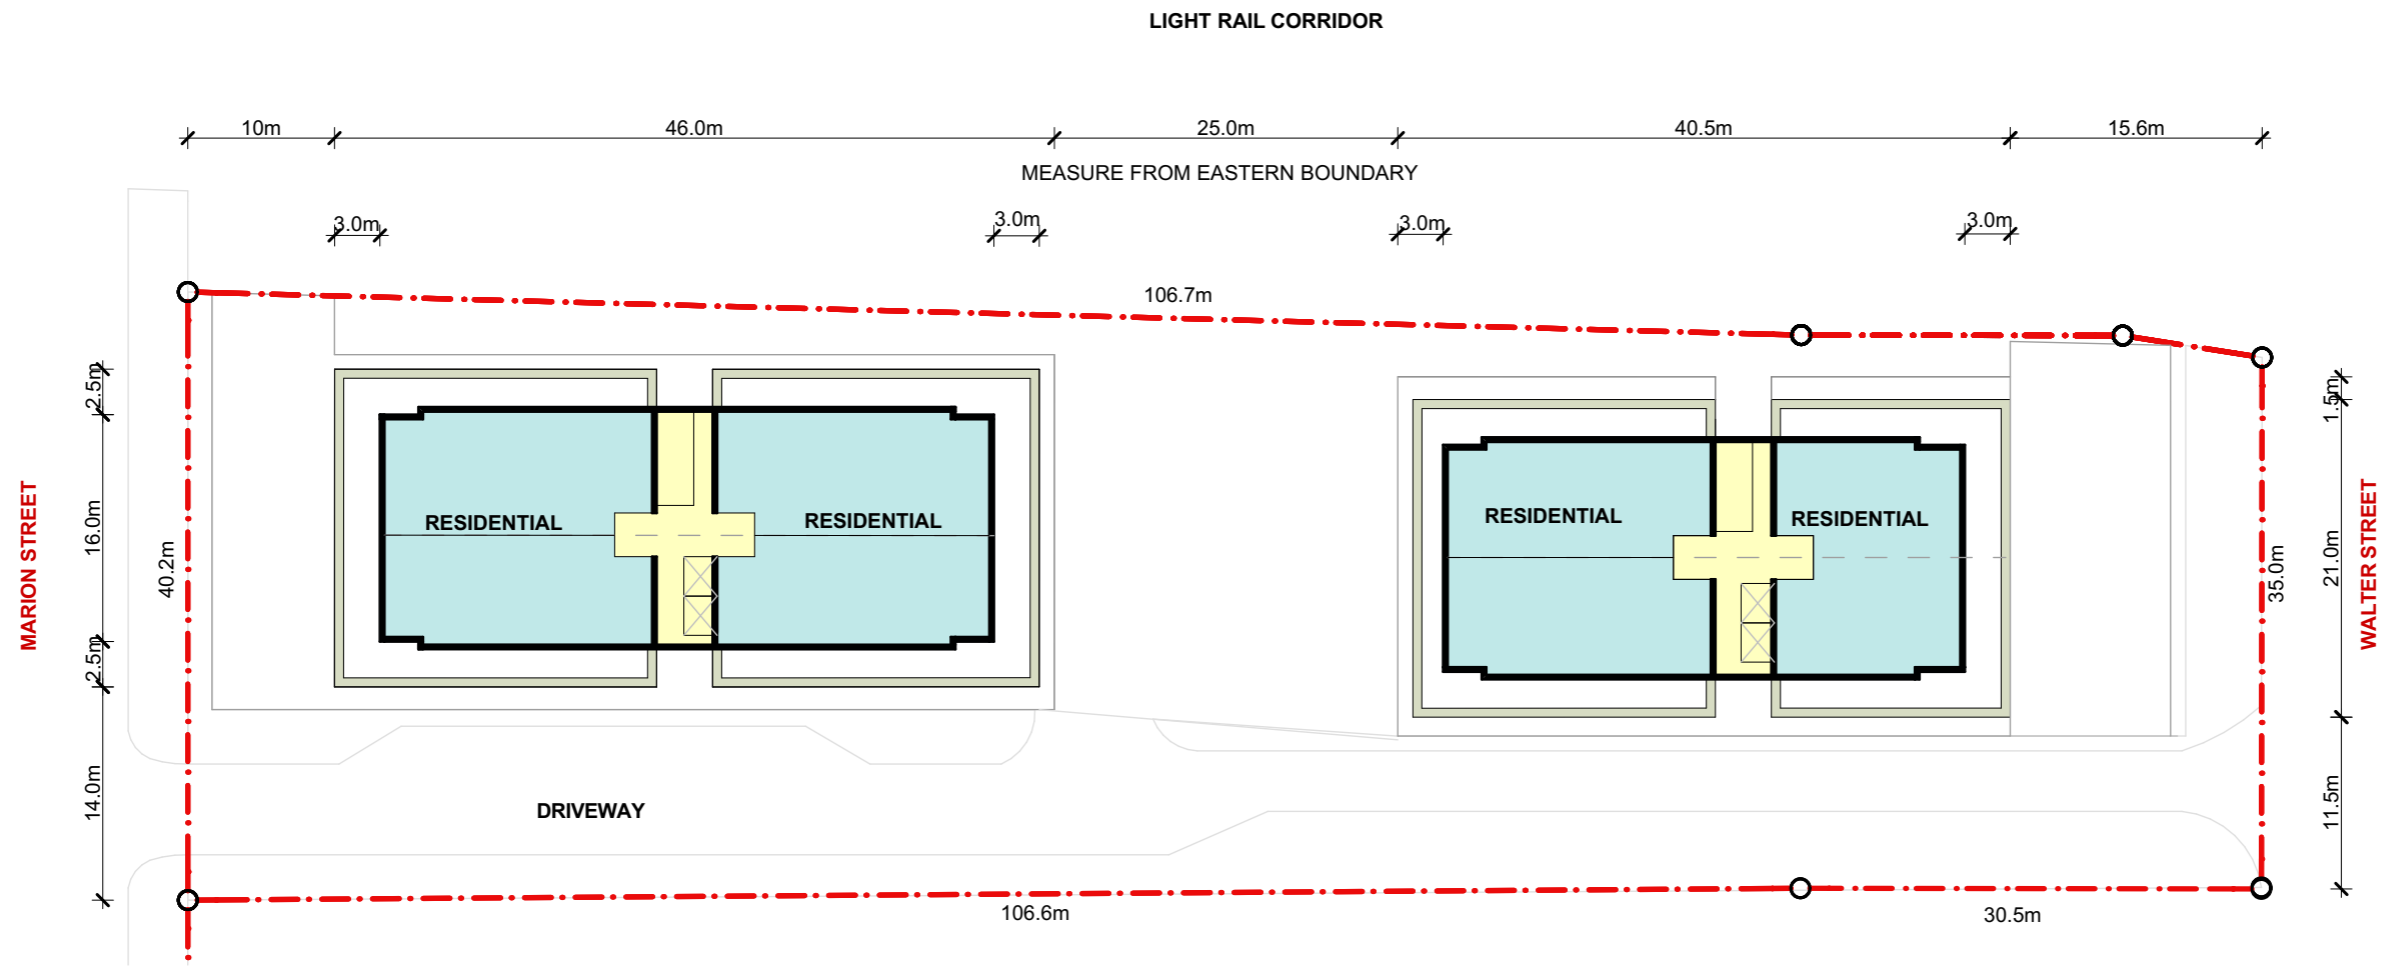 LIGHT RAIL CORRIDOR
10m
46.0m
25.0m
40.5m
15.6m
MEASURE FROM EASTERN BOUNDARY
3.0m
3.0m
3.0m
3.0m
106.7m
2.5m
16.0m
2.5m
14.0m
MARION STREET
40.2m
RESIDENTIAL
RESIDENTIAL
RESIDENTIAL
RESIDENTIAL
1.5m
21.0m
11.5m
35.0m
WALTER STREET
DRIVEWAY
106.6m
30.5m